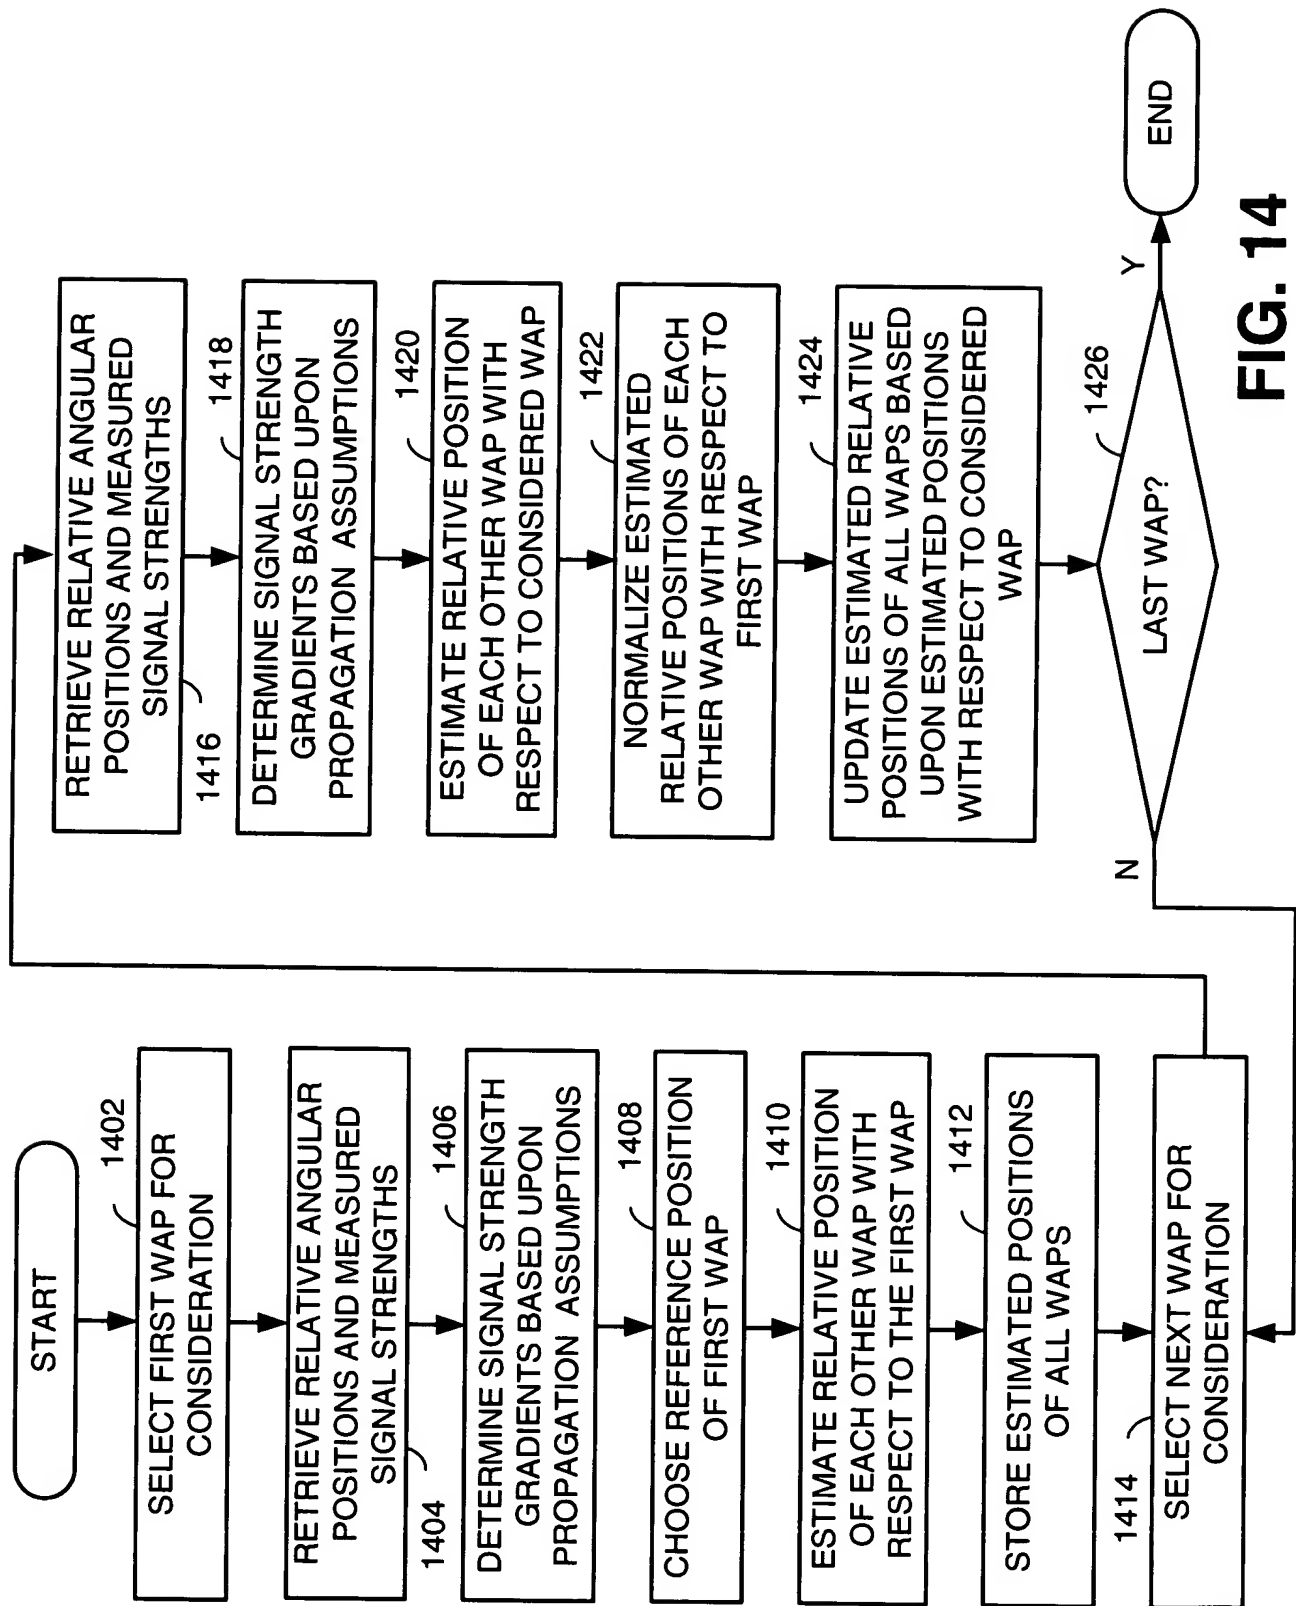 START
1402
SELECT FIRST WAP FOR
CONSIDERATION
RETRIEVE RELATIVE ANGULAR
POSITIONS AND MEASURED
SIGNAL STRENGTHS
1404
1406
DETERMINE SIGNAL STRENGTH
GRADIENTS BASED UPON
PROPAGATION ASSUMPTIONS
1408
CHOOSE REFERENCE POSITION
OF FIRST WAP
1410
ESTIMATE RELATIVE POSITION
OF EACH OTHER WAP WITH
RESPECT TO THE FIRST WAP
1412
STORE ESTIMATED POSITIONS
OF ALL WAPS
1414
SELECT NEXT WAP FOR
CONSIDERATION
RETRIEVE RELATIVE ANGULAR
POSITIONS AND MEASURED
SIGNAL STRENGTHS
1416
1418
DETERMINE SIGNAL STRENGTH
GRADIENTS BASED UPON
PROPAGATION ASSUMPTIONS
1420
ESTIMATE RELATIVE POSITION
OF EACH OTHER WAP WITH
RESPECT TO CONSIDERED WAP
1422
NORMALIZE ESTIMATED
RELATIVE POSITIONS OF EACH
OTHER WAP WITH RESPECT TO
FIRST WAP
1424
UPDATE ESTIMATED RELATIVE
POSITIONS OF ALL WAPS BASED
UPON ESTIMATED POSITIONS
WITH RESPECT TO CONSIDERED
WAP
1426
LAST WAP?
N
Y
END
FIG. 14